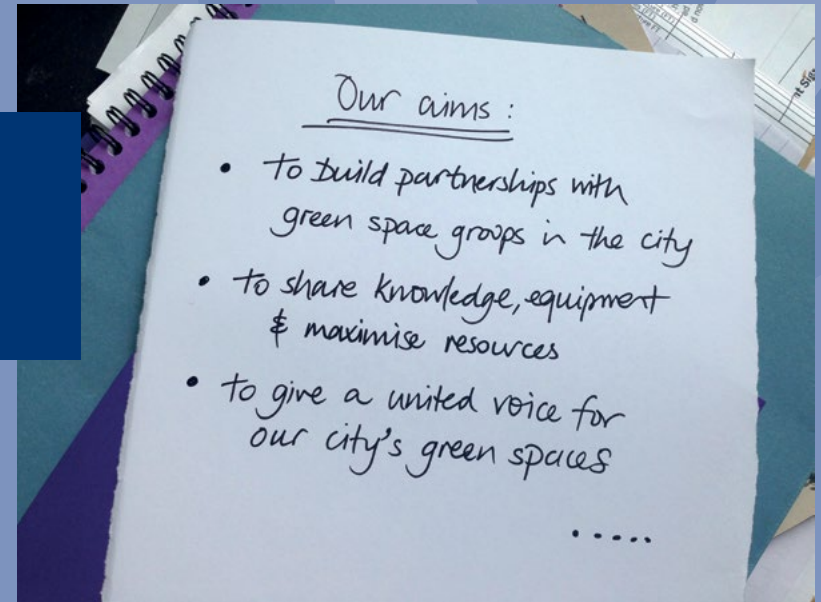 Our aims :
• to build partnerships with
green space groups in the city
• to share knowledge, equipment
& maximise resources
• to give a united voice for
our city's green spaces
.....